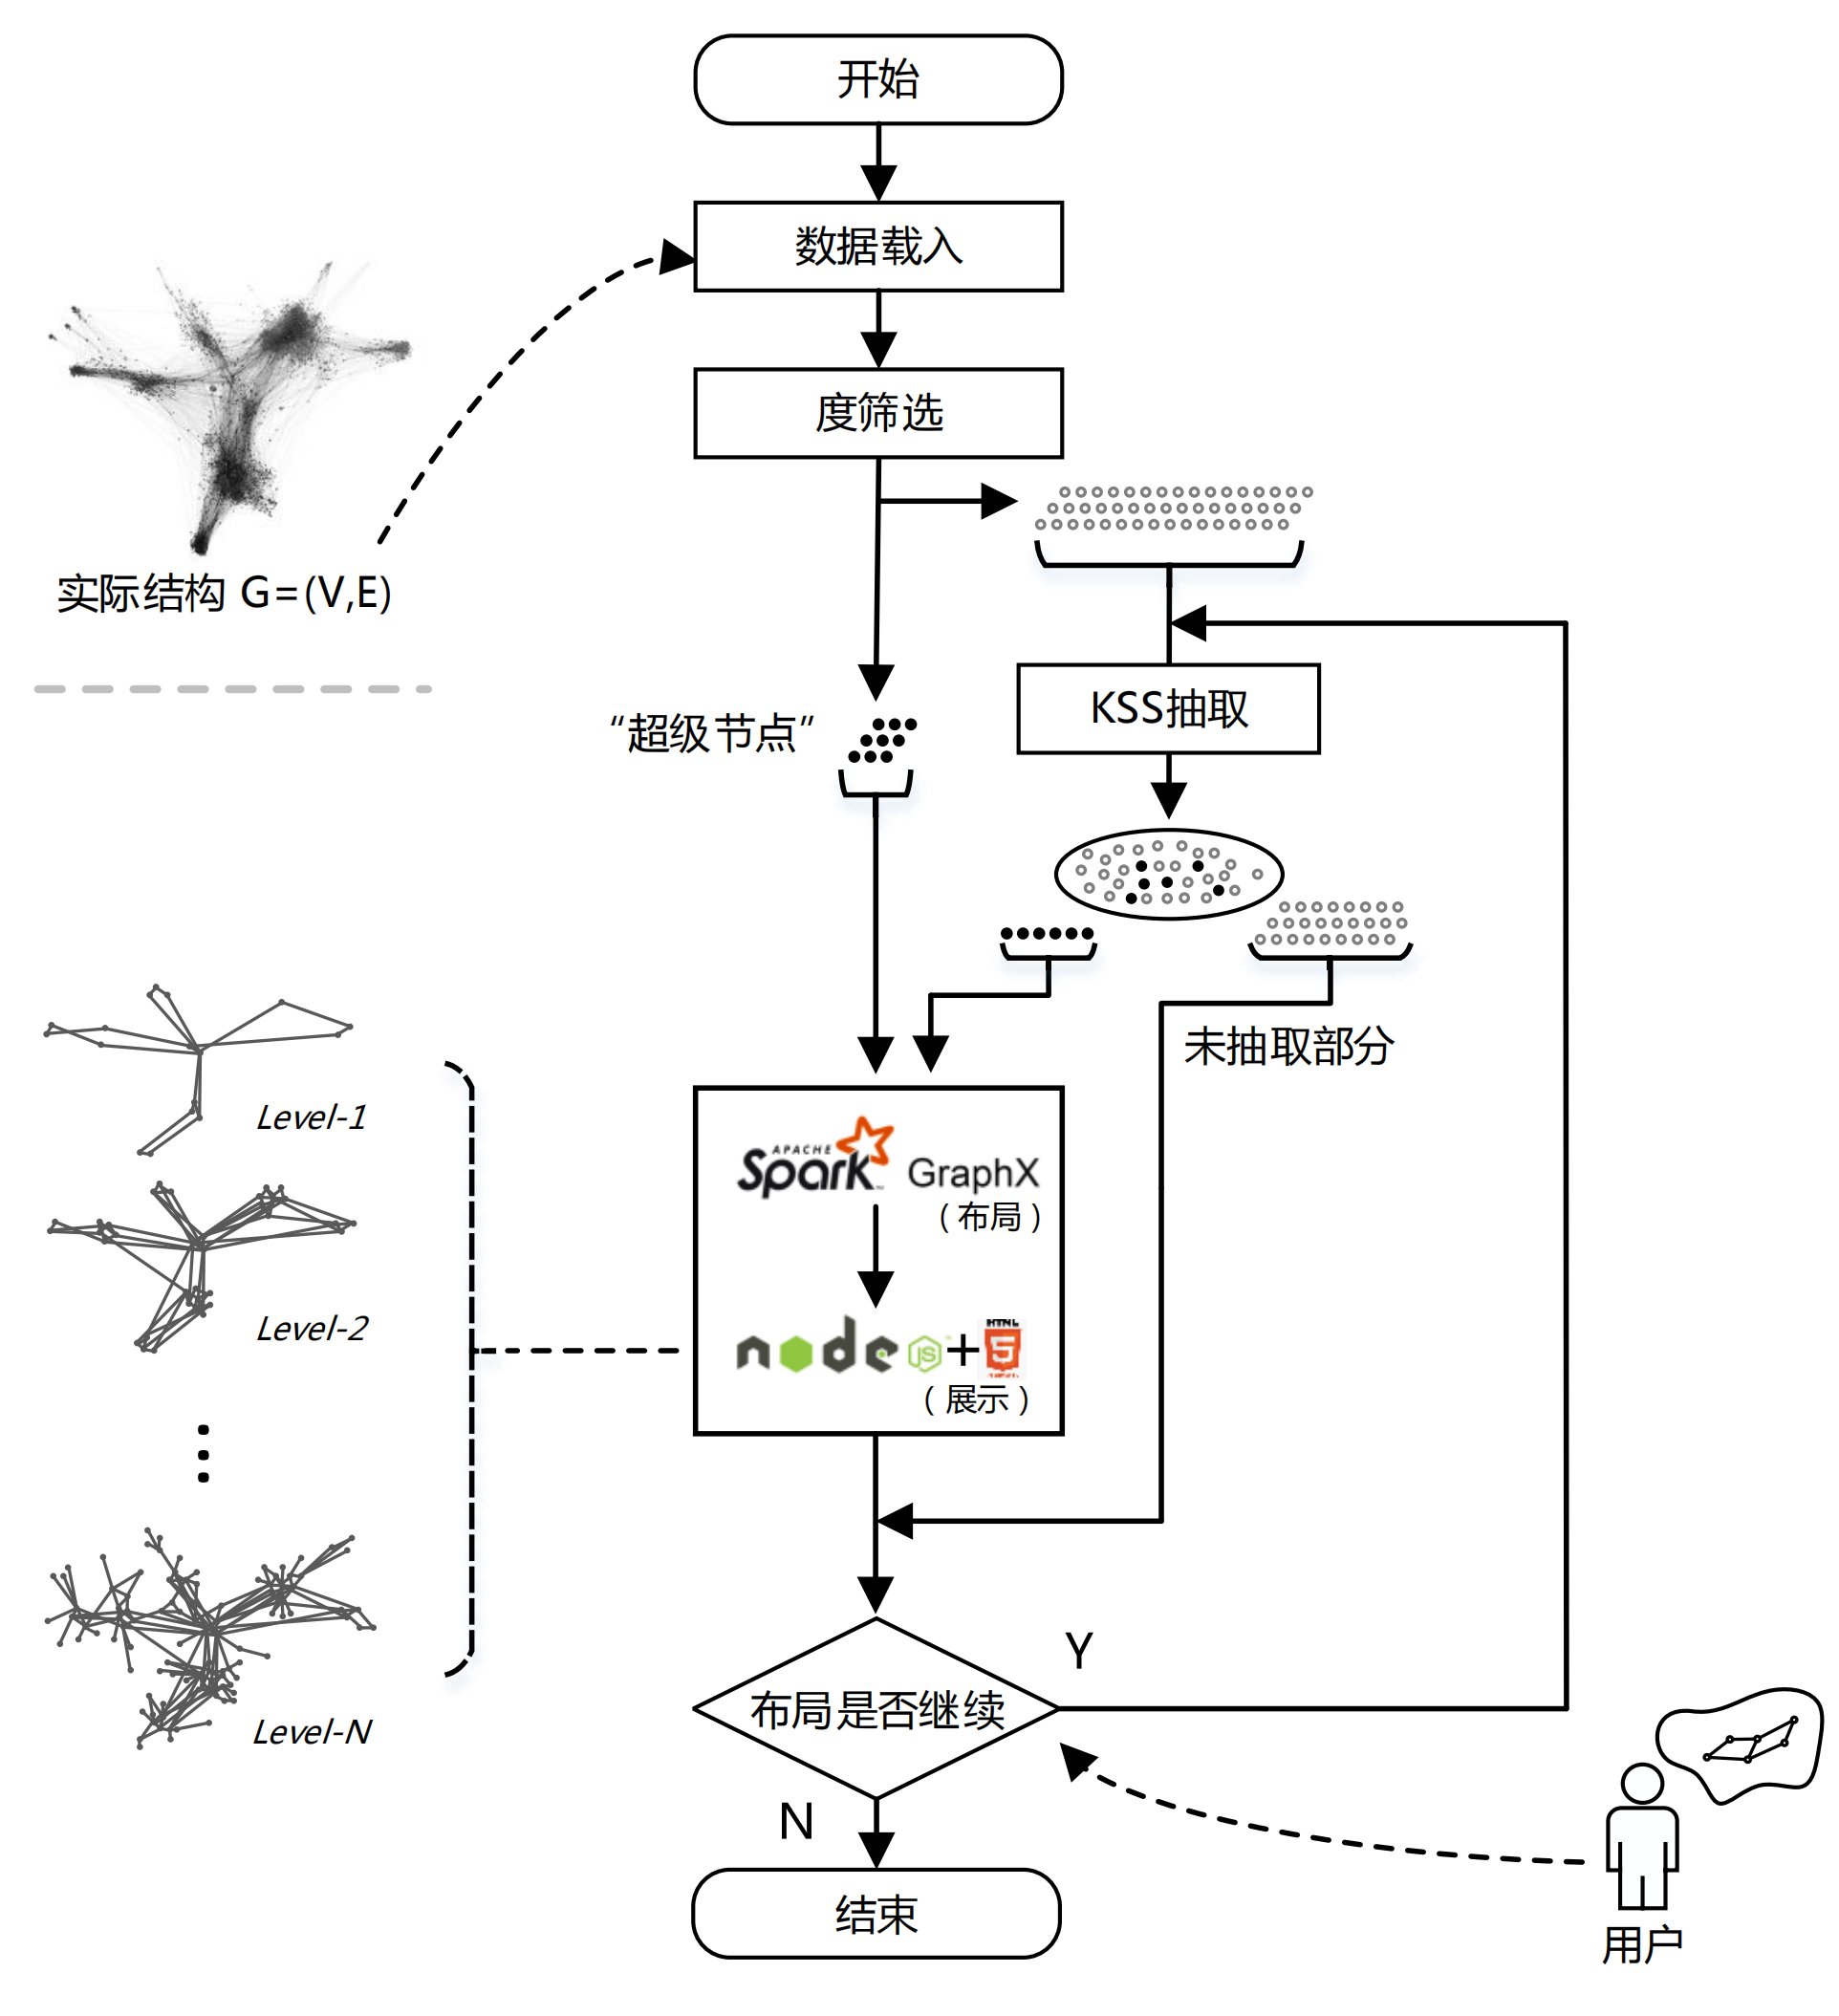 开始
数据载入
度筛选
实际结构 G=(V,E)
KSS抽取
“超级节点”
未抽取部分
Level-1
APACHE
Spark
GraphX
（布局）
Level-2
node JS + HTML
5
（展示）
Level-N
布局是否继续
Y
N
结束
用户